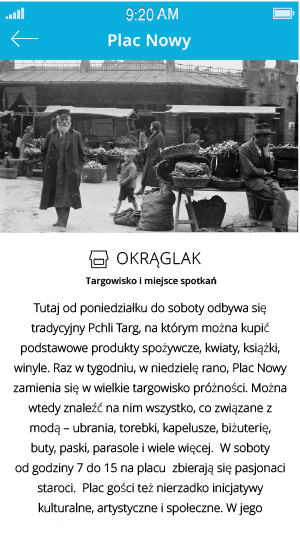 9:20 AM
Plac Nowy
OKRĄGLAK
Targowisko i miejsce spotkań
Tutaj od poniedziałku do soboty odbywa się
tradycyjny Pchli Targ, na którym można kupić
podstawowe produkty spożywcze, kwiaty, książki,
winyle. Raz w tygodniu, w niedzielę rano, Plac Nowy
zamienia się w wielkie targowisko próżności. Można
wtedy znaleźć na nim wszystko, co związane z
modą – ubrania, torebki, kapelusze, biżuterię,
buty, paski, parasole i wiele więcej.  W soboty
od godziny 7 do 15 na placu  zbierają się pasjonaci
staroci.  Plac gości też nierzadko inicjatywy
kulturalne, artystyczne i społeczne. W jego